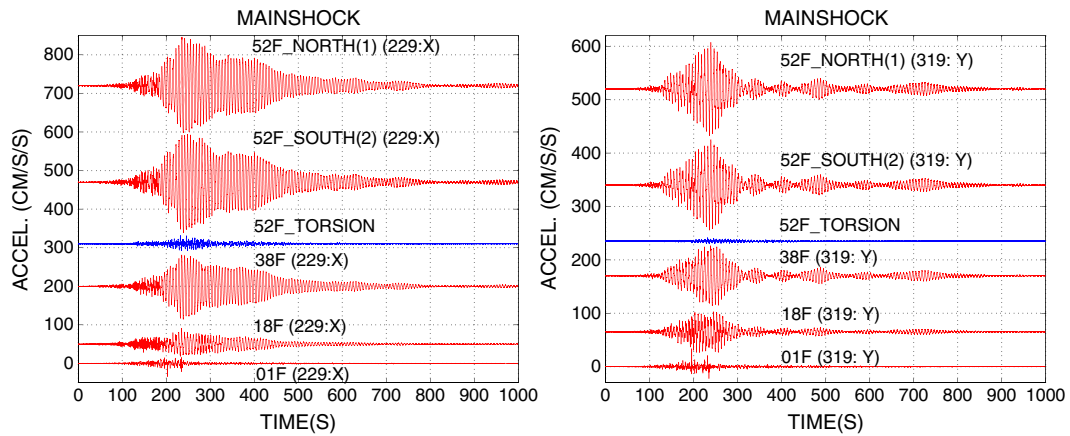 MAINSHOCK
ACCEL. (CM/S/S)
800
700
600
500
400
300
200
100
0
52F_NORTH(1) (229:X)
52F_SOUTH(2) (229:X)
52F_TORSION
38F (229:X)
18F (229:X)
01F (229:X)
0 100 200 300 400 500 600 700 800 900 1000
TIME(S)
MAINSHOCK
ACCEL. (CM/S/S)
600
500
400
300
200
100
0
52F_NORTH(1) (319: Y)
52F_SOUTH(2) (319: Y)
52F_TORSION
38F (319: Y)
18F (319: Y)
01F (319: Y)
0 100 200 300 400 500 600 700 800 900 1000
TIME(S)